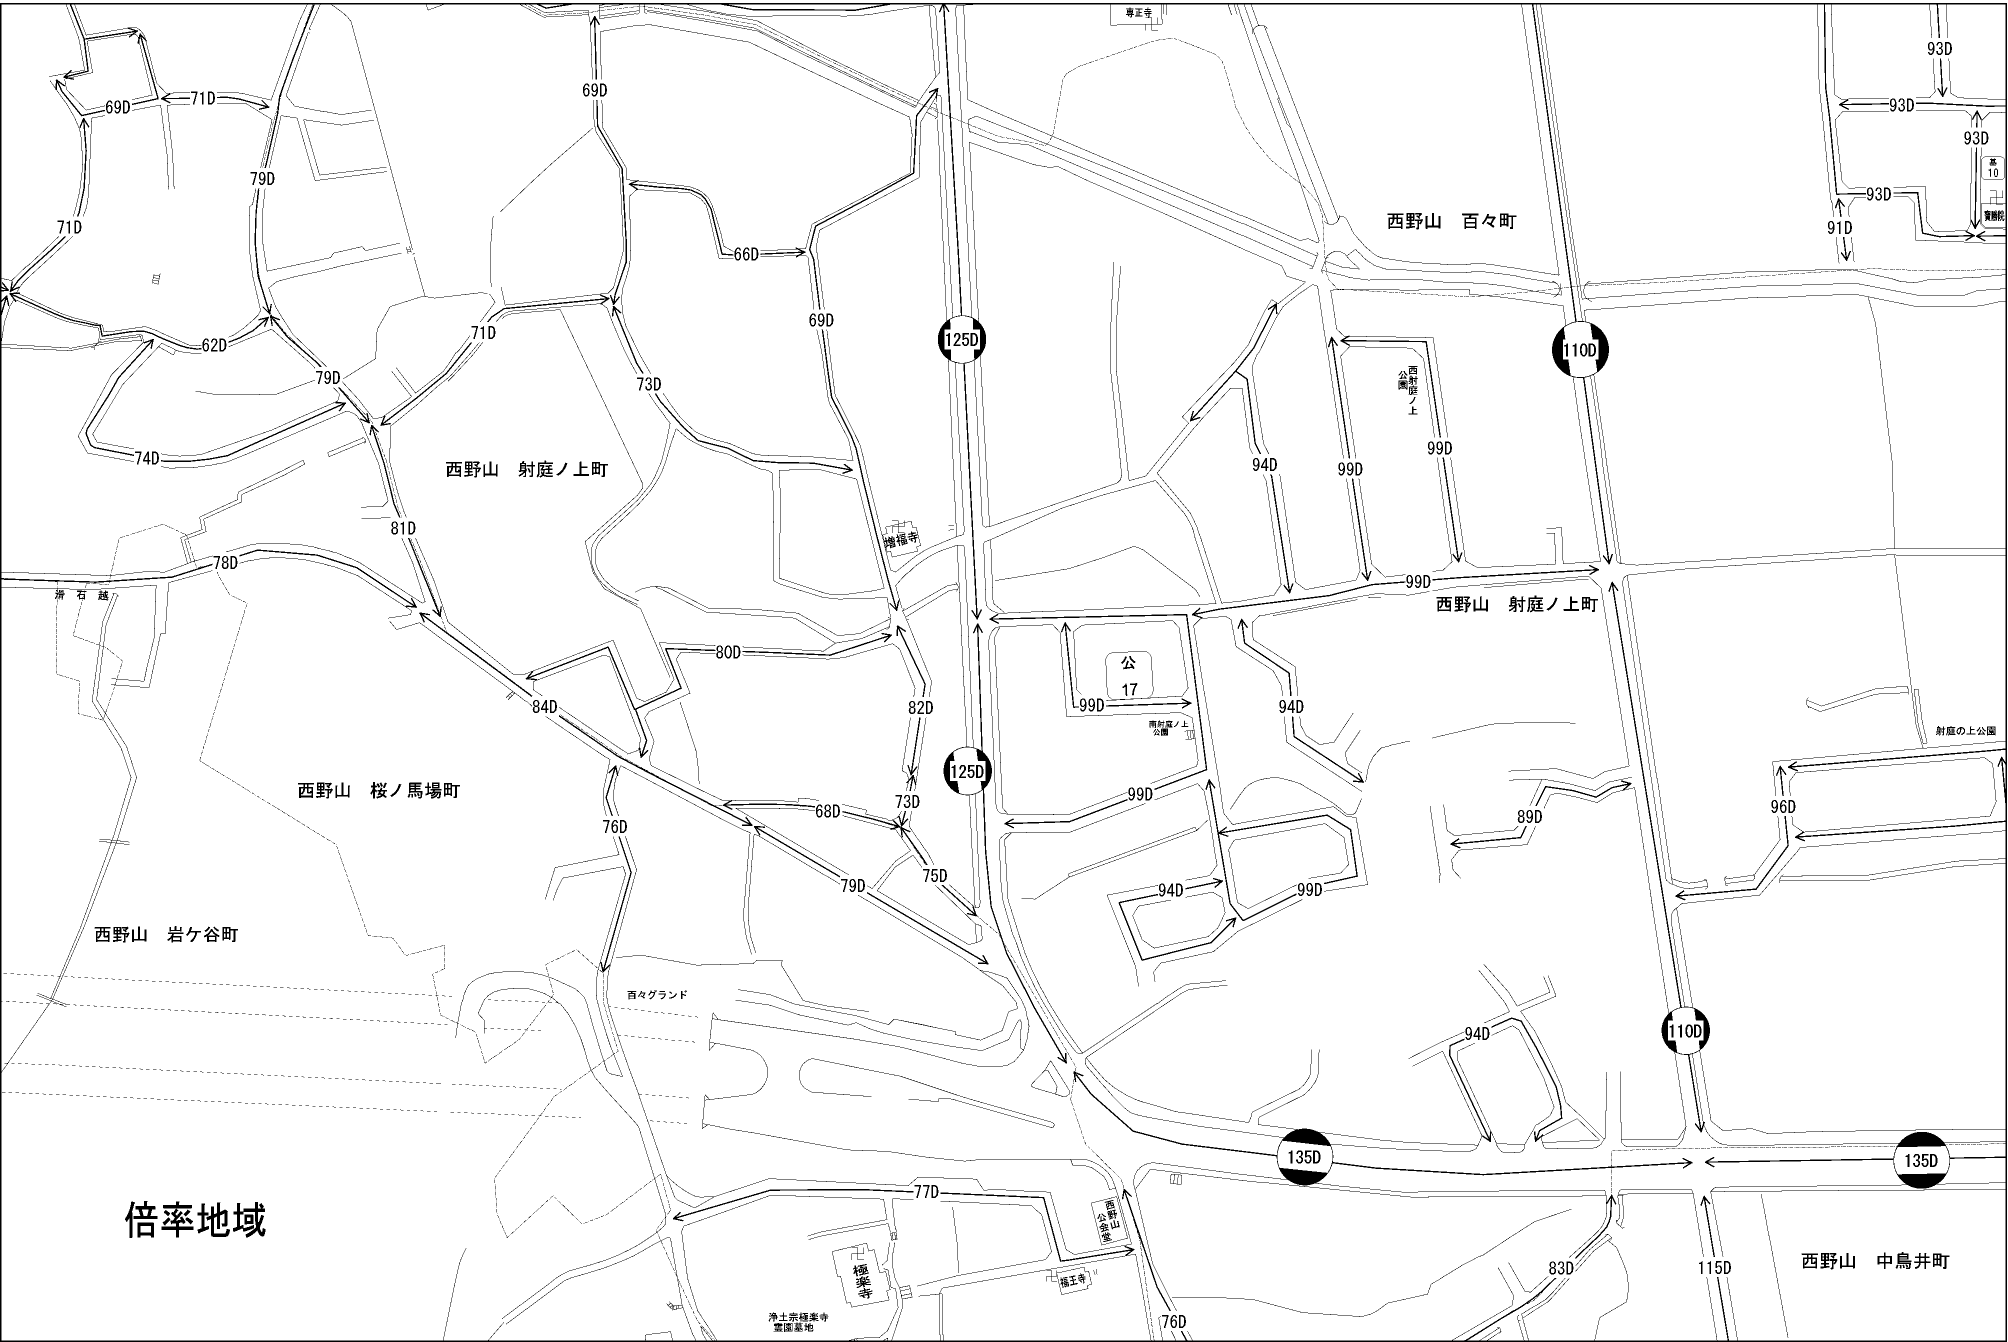 専正寺
93D
69D
71D
69D
93D
93D
基
10
79D
93D
寳勝院
71D
西野山 百々町
91D
66D
69D
71D
62D
125D
110D
79D
73D
西射庭ノ上
公園
74D
西野山 射庭ノ上町
94D
99D
99D
81D
増福寺
78D
滑石越
99D
西野山 射庭ノ上町
80D
公
17
84D
82D
99D
94D
南射庭ノ上
公園
射庭の上公園
125D
西野山 桜ノ馬場町
99D
73D
68D
96D
76D
89D
75D
79D
94D
99D
西野山 岩ケ谷町
百々グランド
94D
110D
135D
135D
77D
西野山
公会堂
倍率地域
極楽寺
福王寺
83D
115D
西野山 中鳥井町
浄土宗極楽寺
霊園墓地
76D